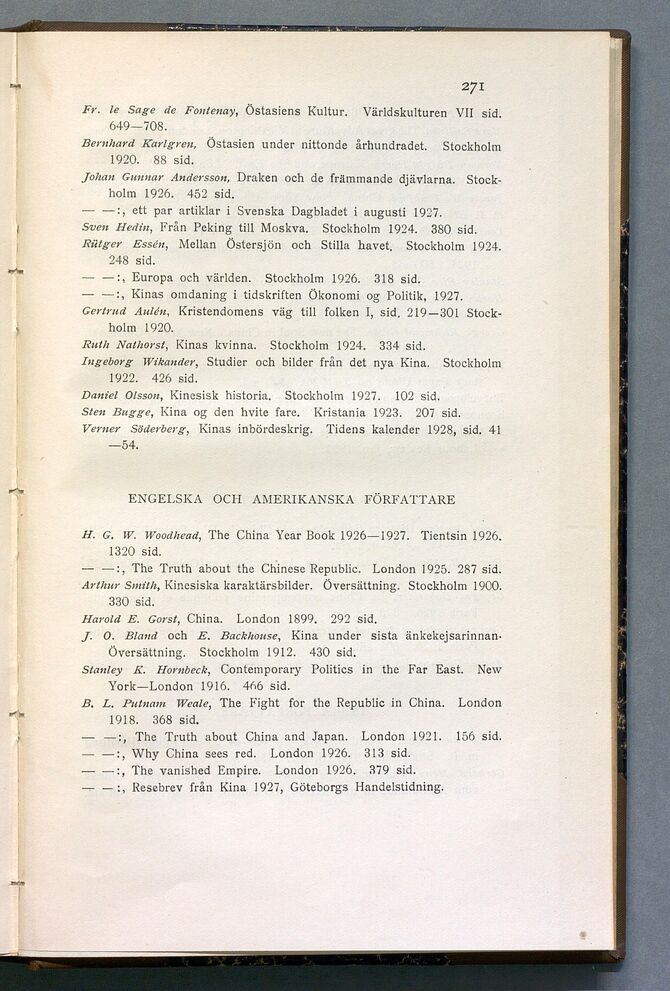 271
Fr. le Sage de Fontenay, Östasiens Kultur. Världskulturen VII sid.
649—708.
Bernhard Karlgren, Östasien under nittonde århundradet. Stockholm
1920. 88 sid.
Johan Gunnar Andersson, Draken och de främmande djävlarna. Stock-
holm 1926. 452 sid.
— —:, ett par artiklar i Svenska Dagbladet i augusti 1927.
Sven Hedin, Från Peking till Moskva. Stockholm 1924. 380 sid.
Rütger Essén, Mellan Östersjön och Stilla havet. Stockholm 1924.
248 sid.
— —:, Europa och världen. Stockholm 1926. 318 sid.
— —:, Kinas omdaning i tidskriften Ökonomi og Politik, 1927.
Gertrud Aulén, Kristendomens väg till folken I, sid. 219—301 Stock-
holm 1920.
Ruth Nathorst, Kinas kvinna. Stockholm 1924. 334 sid.
Ingeborg Wikander, Studier och bilder från det nya Kina. Stockholm
1922. 426 sid.
Daniel Olsson, Kinesisk historia. Stockholm 1927. 102 sid.
Sten Bugge, Kina og den hvite fare. Kristania 1923. 207 sid.
Verner Söderberg, Kinas inbördeskrig. Tidens kalender 1928, sid. 41
—54.
ENGELSKA OCH AMERIKANSKA FÖRFATTARE
H. G. W. Woodhead, The China Year Book 1926—1927. Tientsin 1926.
1320 sid.
— —:, The Truth about the Chinese Republic. London 1925. 287 sid.
Arthur Smith, Kinesiska karaktärsbilder. Översättning. Stockholm 1900.
330 sid.
Harold E. Gorst, China. London 1899. 292 sid.
J. O. Bland och E. Backhouse, Kina under sista änkekejsarinnan.
Översättning. Stockholm 1912. 430 sid.
Stanley K. Hornbeck, Contemporary Politics in the Far East. New
York—London 1916. 466 sid.
B. L. Putnam Weale, The Fight for the Republic in China. London
1918. 368 sid.
— —:, The Truth about China and Japan. London 1921. 156 sid.
— —:, Why China sees red. London 1926. 313 sid.
— —:, The vanished Empire. London 1926. 379 sid.
— —:, Resebrev från Kina 1927, Göteborgs Handelstidning.